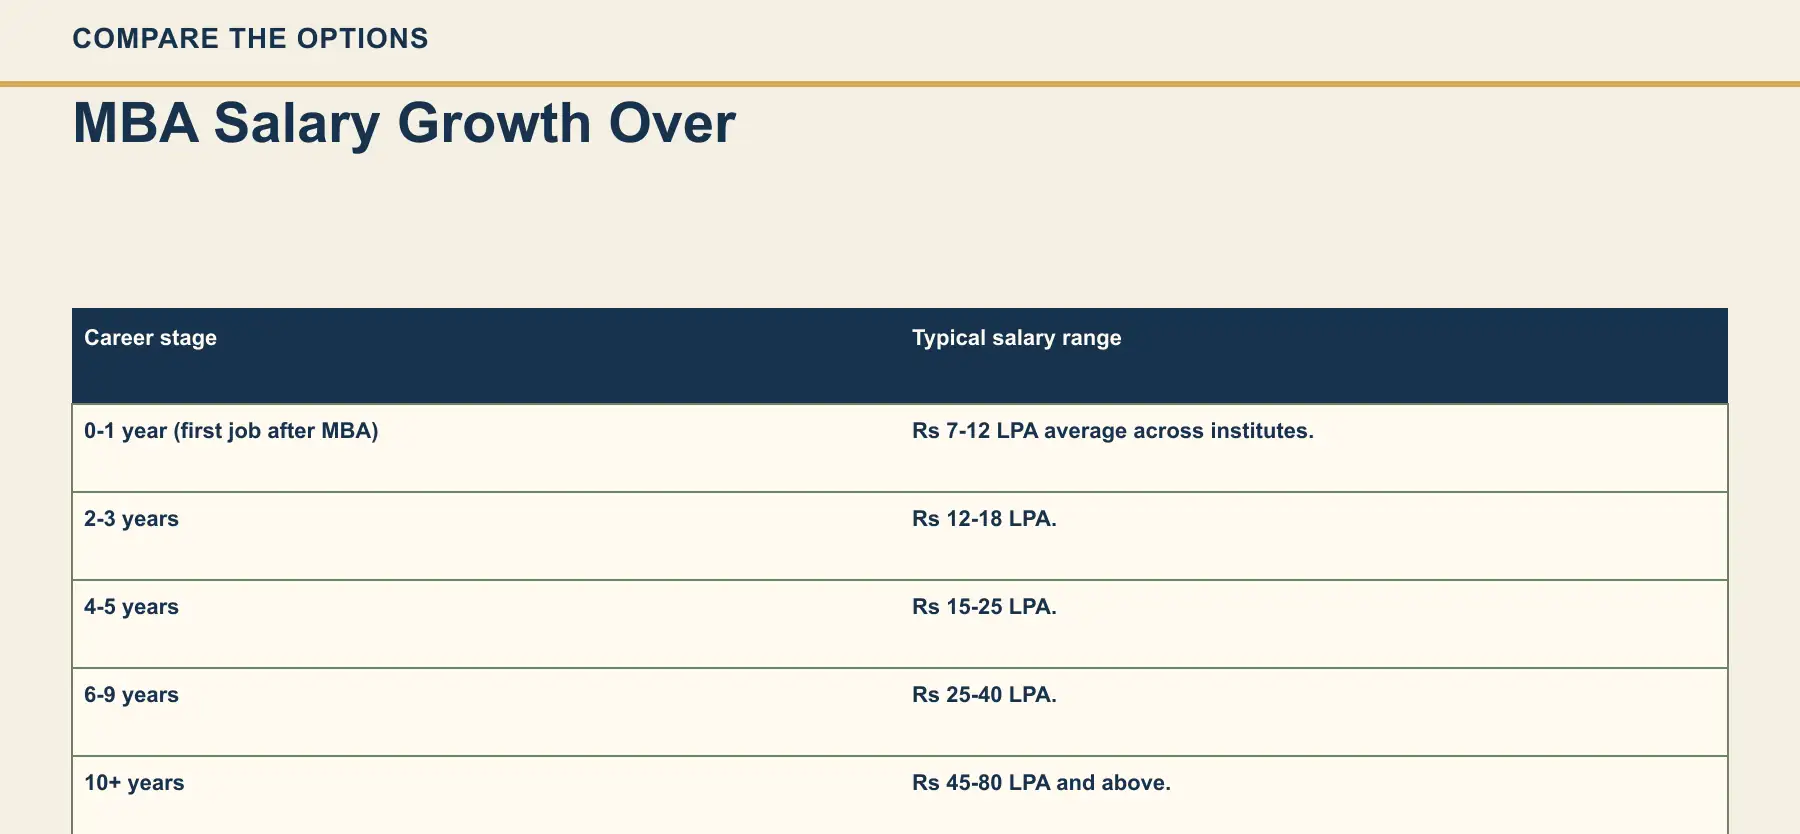 COMPARE THE OPTIONS
MBA Salary Growth Over
Career stage
Typical salary range
0-1 year (first job after MBA)
Rs 7-12 LPA average across institutes.
2-3 years
Rs 12-18 LPA.
4-5 years
Rs 15-25 LPA.
6-9 years
Rs 25-40 LPA.
10+ years
Rs 45-80 LPA and above.